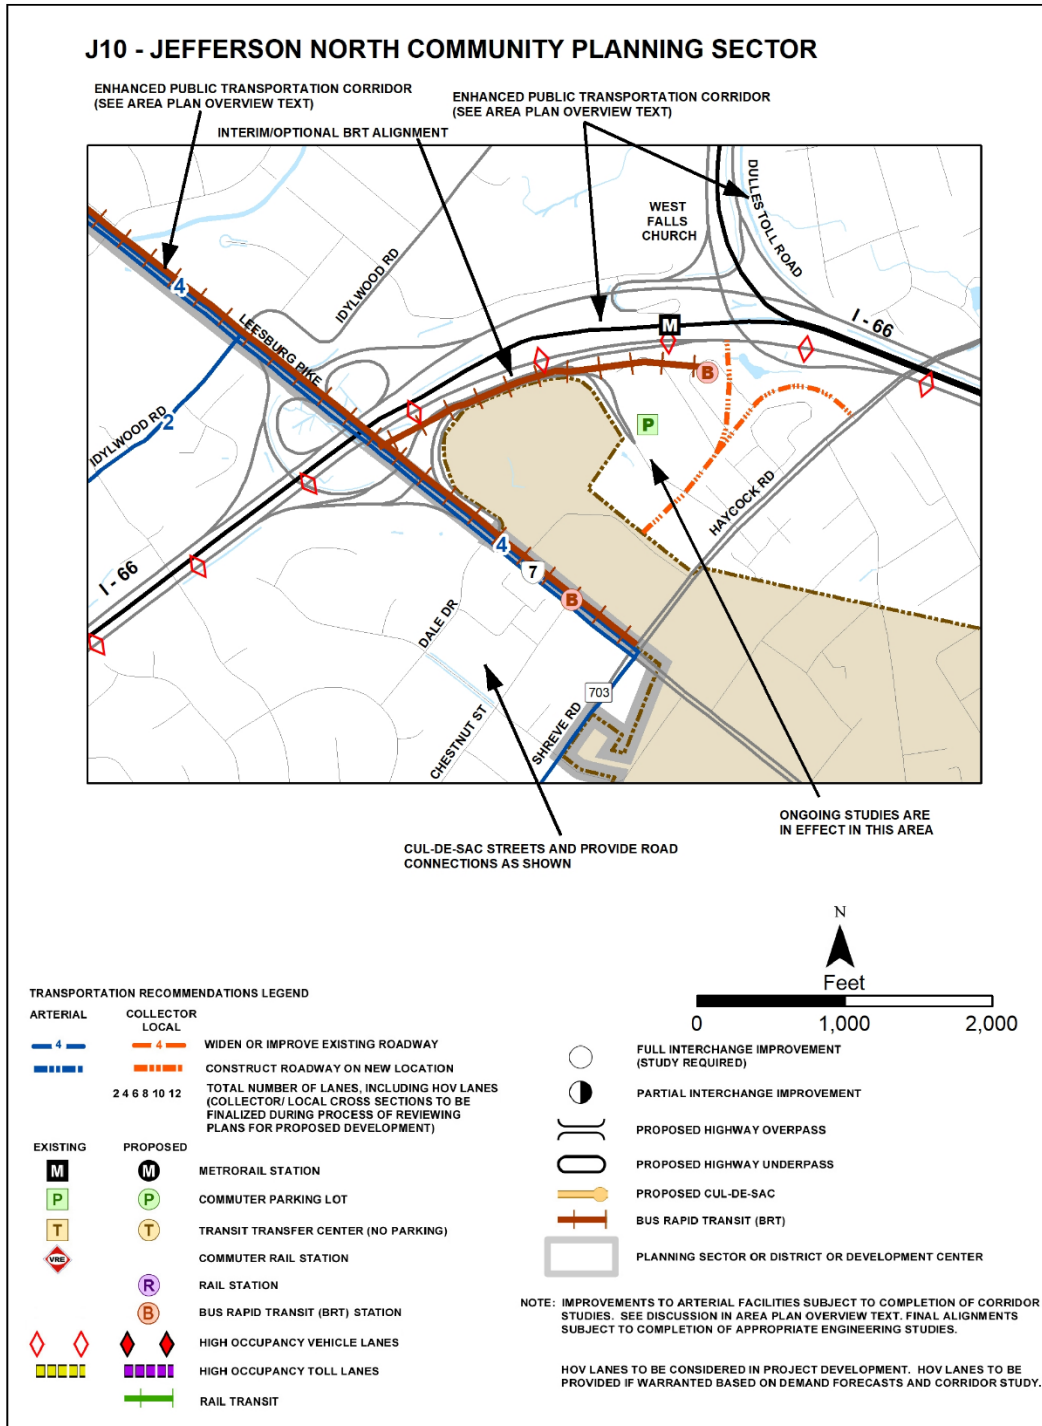 J10 - JEFFERSON NORTH COMMUNITY PLANNING SECTOR
ENHANCED PUBLIC TRANSPORTATION CORRIDOR
(SEE AREA PLAN OVERVIEW TEXT)
ENHANCED PUBLIC TRANSPORTATION CORRIDOR
(SEE AREA PLAN OVERVIEW TEXT)
INTERIM/OPTIONAL BRT ALIGNMENT
WEST
FALLS
CHURCH
DULLES TOLL ROAD
IDYLWOOD RD
4
LEESBURG PIKE
M
I - 66
B
IDYLWOOD RD
2
P
HAYCOCK RD
4
7
I - 66
B
DALE DR
703
CHESTNUT ST
SHREVE RD
ONGOING STUDIES ARE
IN EFFECT IN THIS AREA
CUL-DE-SAC STREETS AND PROVIDE ROAD
CONNECTIONS AS SHOWN
N
Feet
0 1,000 2,000
TRANSPORTATION RECOMMENDATIONS LEGEND
ARTERIAL
COLLECTOR
LOCAL
4 4 WIDEN OR IMPROVE EXISTING ROADWAY
CONSTRUCT ROADWAY ON NEW LOCATION
2 4 6 8 10 12 TOTAL NUMBER OF LANES, INCLUDING HOV LANES
(COLLECTOR/ LOCAL CROSS SECTIONS TO BE
FINALIZED DURING PROCESS OF REVIEWING
PLANS FOR PROPOSED DEVELOPMENT)
EXISTING PROPOSED
M M METRORAIL STATION
P P COMMUTER PARKING LOT
T T TRANSIT TRANSFER CENTER (NO PARKING)
VRE COMMUTER RAIL STATION
R RAIL STATION
B BUS RAPID TRANSIT (BRT) STATION
HIGH OCCUPANCY VEHICLE LANES
HIGH OCCUPANCY TOLL LANES
RAIL TRANSIT
FULL INTERCHANGE IMPROVEMENT
(STUDY REQUIRED)
PARTIAL INTERCHANGE IMPROVEMENT
PROPOSED HIGHWAY OVERPASS
PROPOSED HIGHWAY UNDERPASS
PROPOSED CUL-DE-SAC
BUS RAPID TRANSIT (BRT)
PLANNING SECTOR OR DISTRICT OR DEVELOPMENT CENTER
NOTE: IMPROVEMENTS TO ARTERIAL FACILITIES SUBJECT TO COMPLETION OF CORRIDOR
STUDIES. SEE DISCUSSION IN AREA PLAN OVERVIEW TEXT. FINAL ALIGNMENTS
SUBJECT TO COMPLETION OF APPROPRIATE ENGINEERING STUDIES.
HOV LANES TO BE CONSIDERED IN PROJECT DEVELOPMENT. HOV LANES TO BE
PROVIDED IF WARRANTED BASED ON DEMAND FORECASTS AND CORRIDOR STUDY.